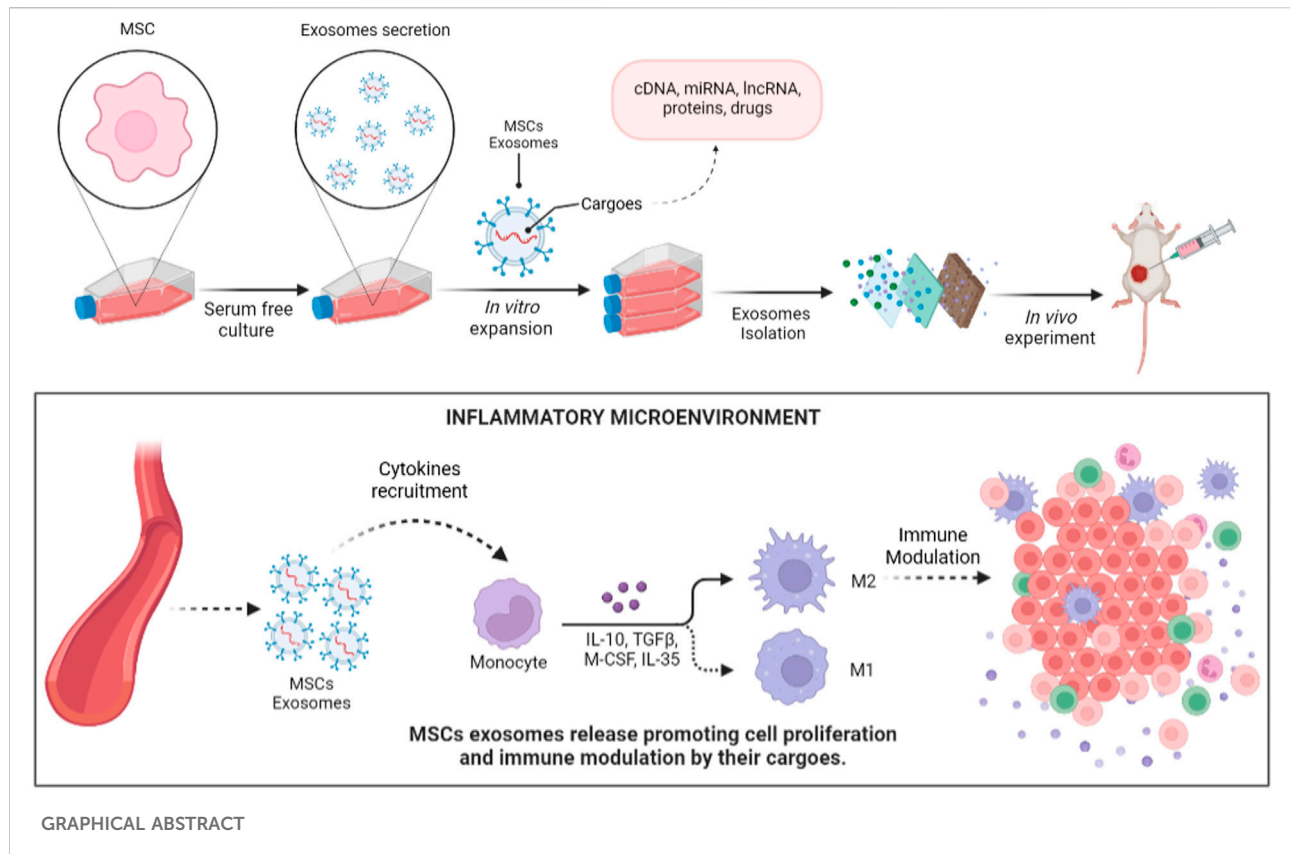 MSC
Exosomes secretion
cDNA, miRNA, lncRNA,
proteins, drugs
MSCs
Exosomes
Cargoes
Serum free
culture
In vitro
expansion
Exosomes
Isolation
In vivo
experiment
INFLAMMATORY MICROENVIRONMENT
Cytokines
recruitment
MSCs
Exosomes
Monocyte
IL-10, TGFβ,
M-CSF, IL-35
M2
M1
Immune
Modulation
MSCs exosomes release promoting cell proliferation
and immune modulation by their cargoes.
GRAPHICAL ABSTRACT